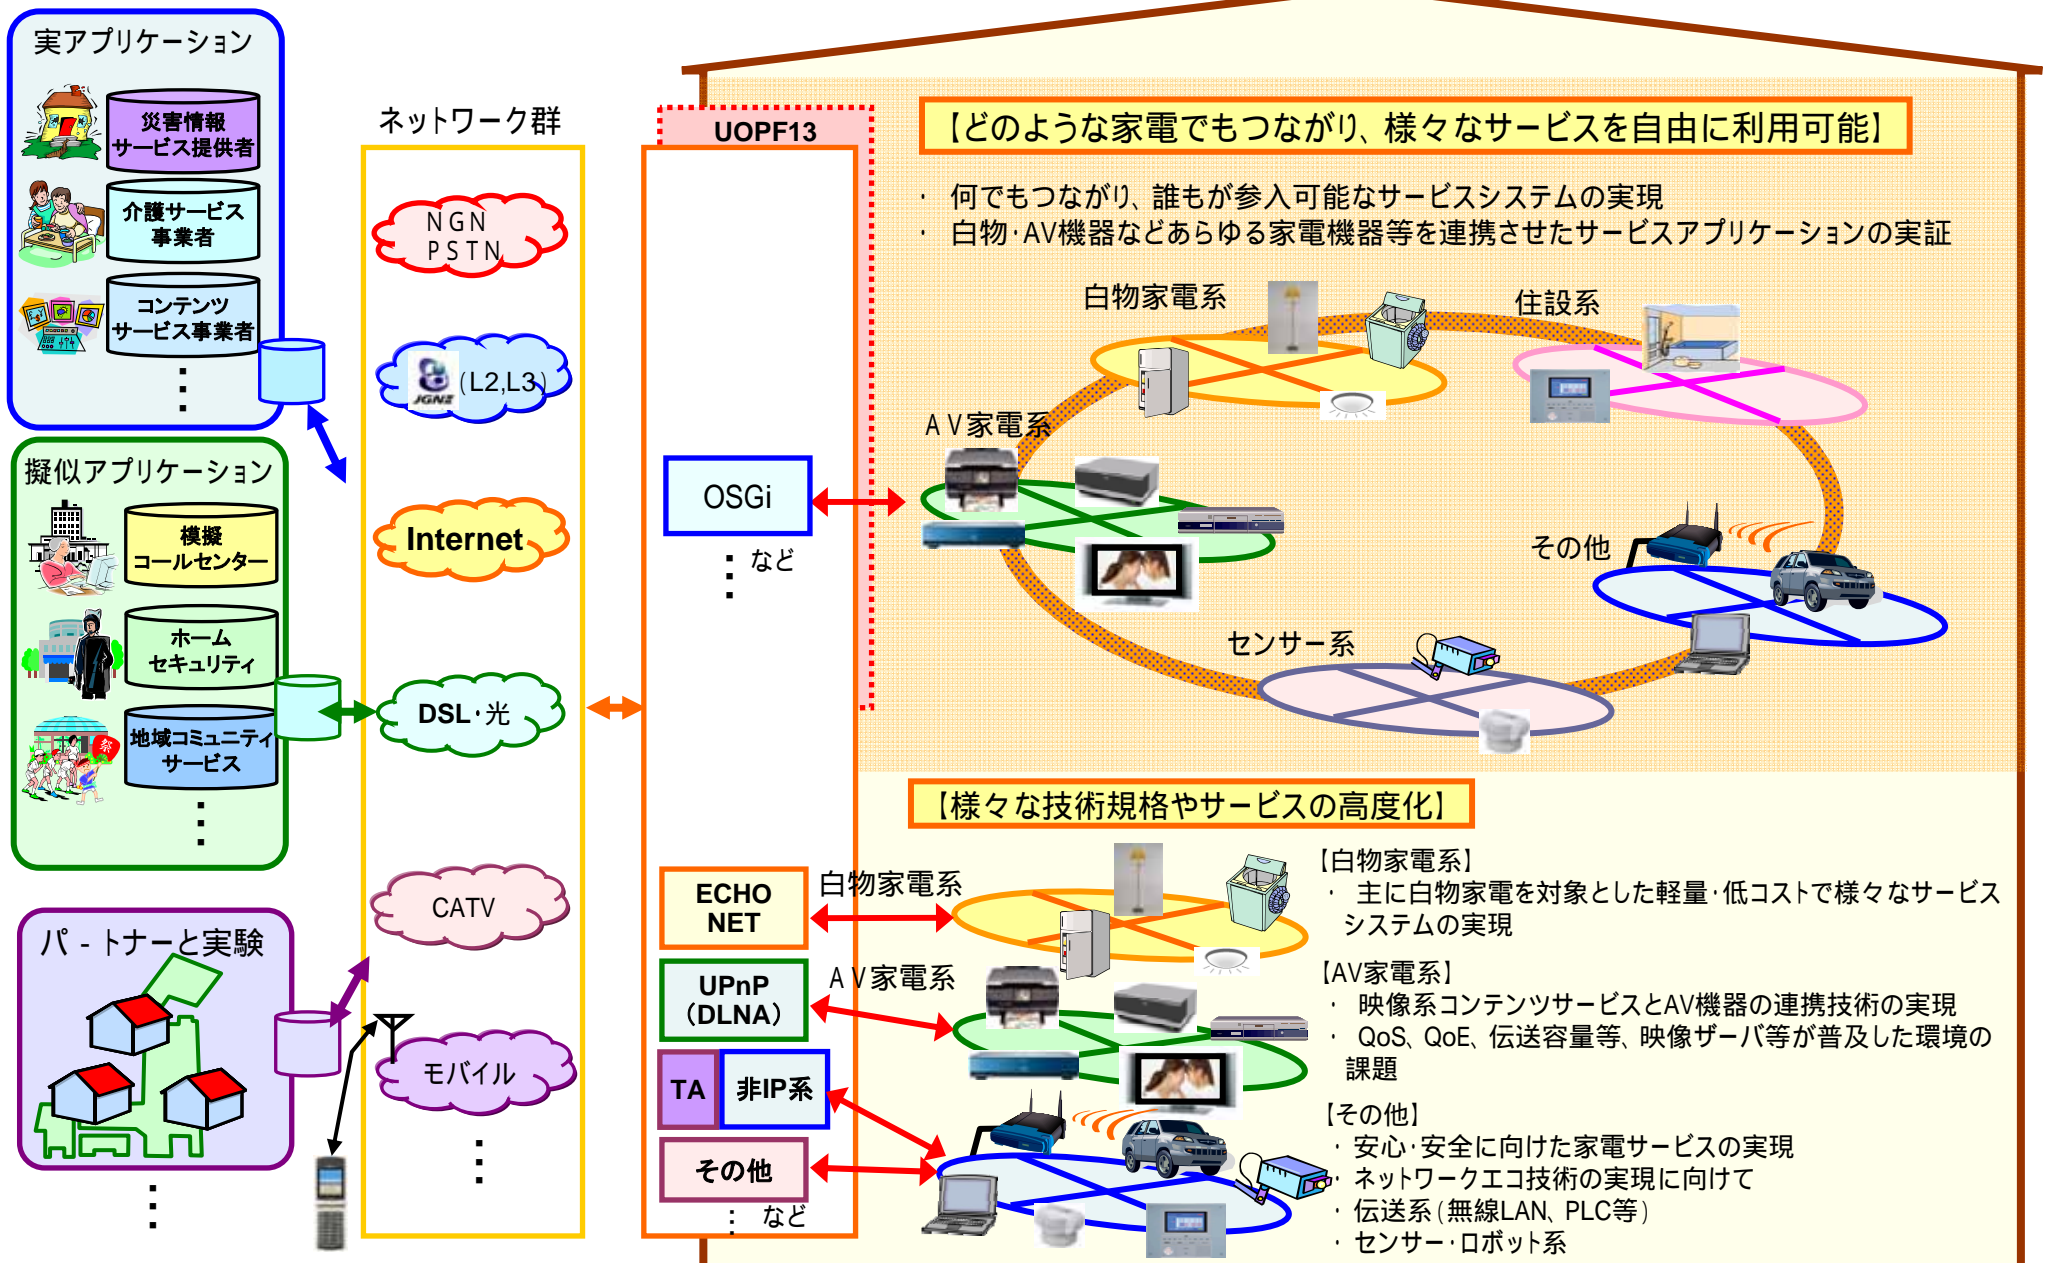 実アプリケーション
災害情報
サービス提供者
介護サービス
事業者
コンテンツ
サービス事業者
擬似アプリケーション
模擬
コールセンター
ホーム
セキュリティ
地域コミュニティ
サービス
祭
パ - トナーと実験
ネットワーク群
NGN
PSTN
JGN2
(L2,L3)
Internet
DSL・光
CATV
モバイル
UOPF13
OSGi
など
ECHO
NET
UPnP
(DLNA)
TA
非IP系
その他
など
【どのような家電でもつながり、様々なサービスを自由に利用可能】
・ 何でもつながり、誰もが参入可能なサービスシステムの実現
・ 白物・AV機器などあらゆる家電機器等を連携させたサービスアプリケーションの実証
白物家電系
住設系
AV家電系
その他
センサー系
【様々な技術規格やサービスの高度化】
白物家電系
AV家電系
【白物家電系】
・ 主に白物家電を対象とした軽量・低コストで様々なサービス
システムの実現
【AV家電系】
・ 映像系コンテンツサービスとAV機器の連携技術の実現
・ QoS、QoE、伝送容量等、映像ザーバ等が普及した環境の
課題
【その他】
・安心・安全に向けた家電サービスの実現
・ネットワークエコ技術の実現に向けて
・伝送系(無線LAN、PLC等)
・センサー・ロボット系